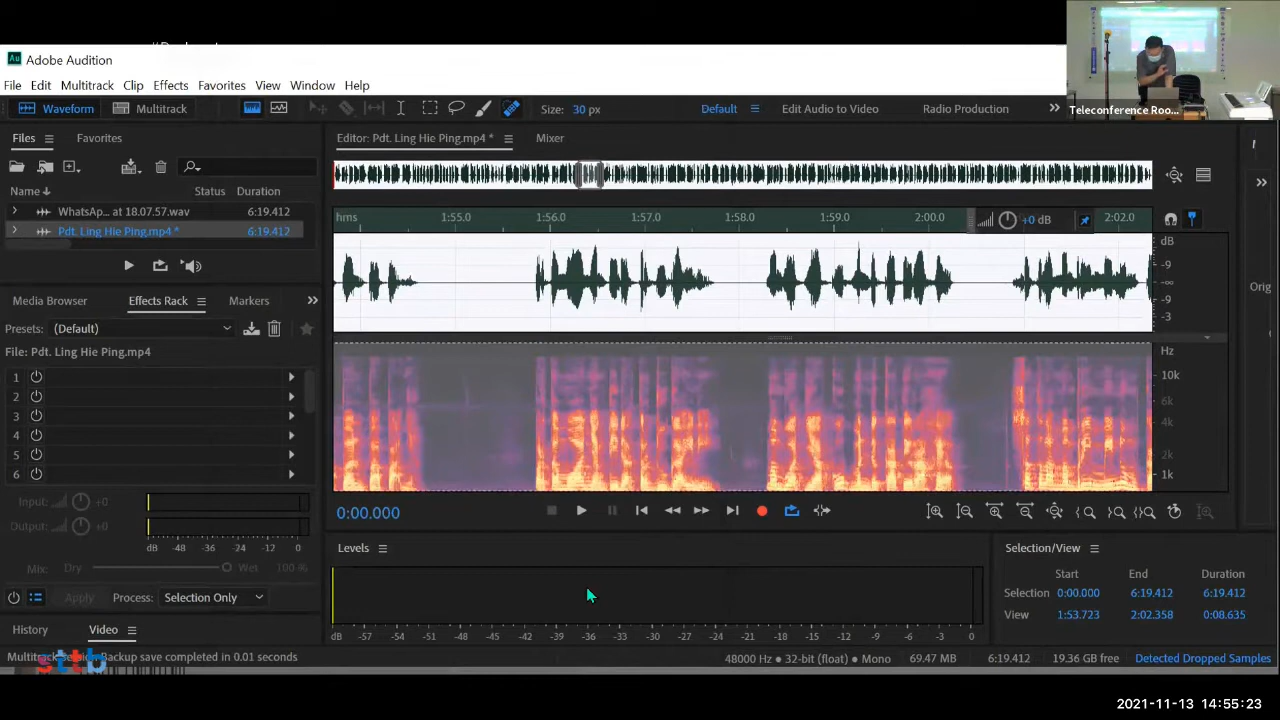 Adobe Audition
File Edit Multitrack Clip Effects Favorites View Window Help
Teleconference Roo...
Waveform Multitrack Size: 30 px Default Edit Audio to Video Radio Production
Files Favorites Editor: Pdt. Ling Hie Ping.mp4 * Mixer
Name Status Duration
WhatsAp... at 18.07.57.wav 6:19.412
Pdt. Ling Hie Ping.mp4 * 6:19.412
hms 1:55.0 1:56.0 1:57.0 1:58.0 1:59.0 2:00.0 +0 dB 2:02.0
dB
-9
-∞
-9
-3
Orig
Media Browser Effects Rack Markers
Presets: (Default)
File: Pdt. Ling Hie Ping.mp4
1
2
3
4
5
6
Hz
10k
6k
4k
2k
1k
Input: +0
Output: +0
dB -48 -36 -24 -12 0
Mix: Dry Wet 100 %
Apply Process: Selection Only
0:00.000
Levels
dB -57 -54 -51 -48 -45 -42 -39 -36 -33 -30 -27 -24 -21 -18 -15 -12 -9 -6 -3 0
Selection/View
Start End Duration
Selection 0:00.000 6:19.412 6:19.412
View 1:53.723 2:02.358 0:08.635
History Video
sttb
48000 Hz ● 32-bit (float) ● Mono 69.47 MB 6:19.412 19.36 GB free Detected Dropped Samples
Backup save completed in 0.01 seconds
2021-11-13 14:55:23